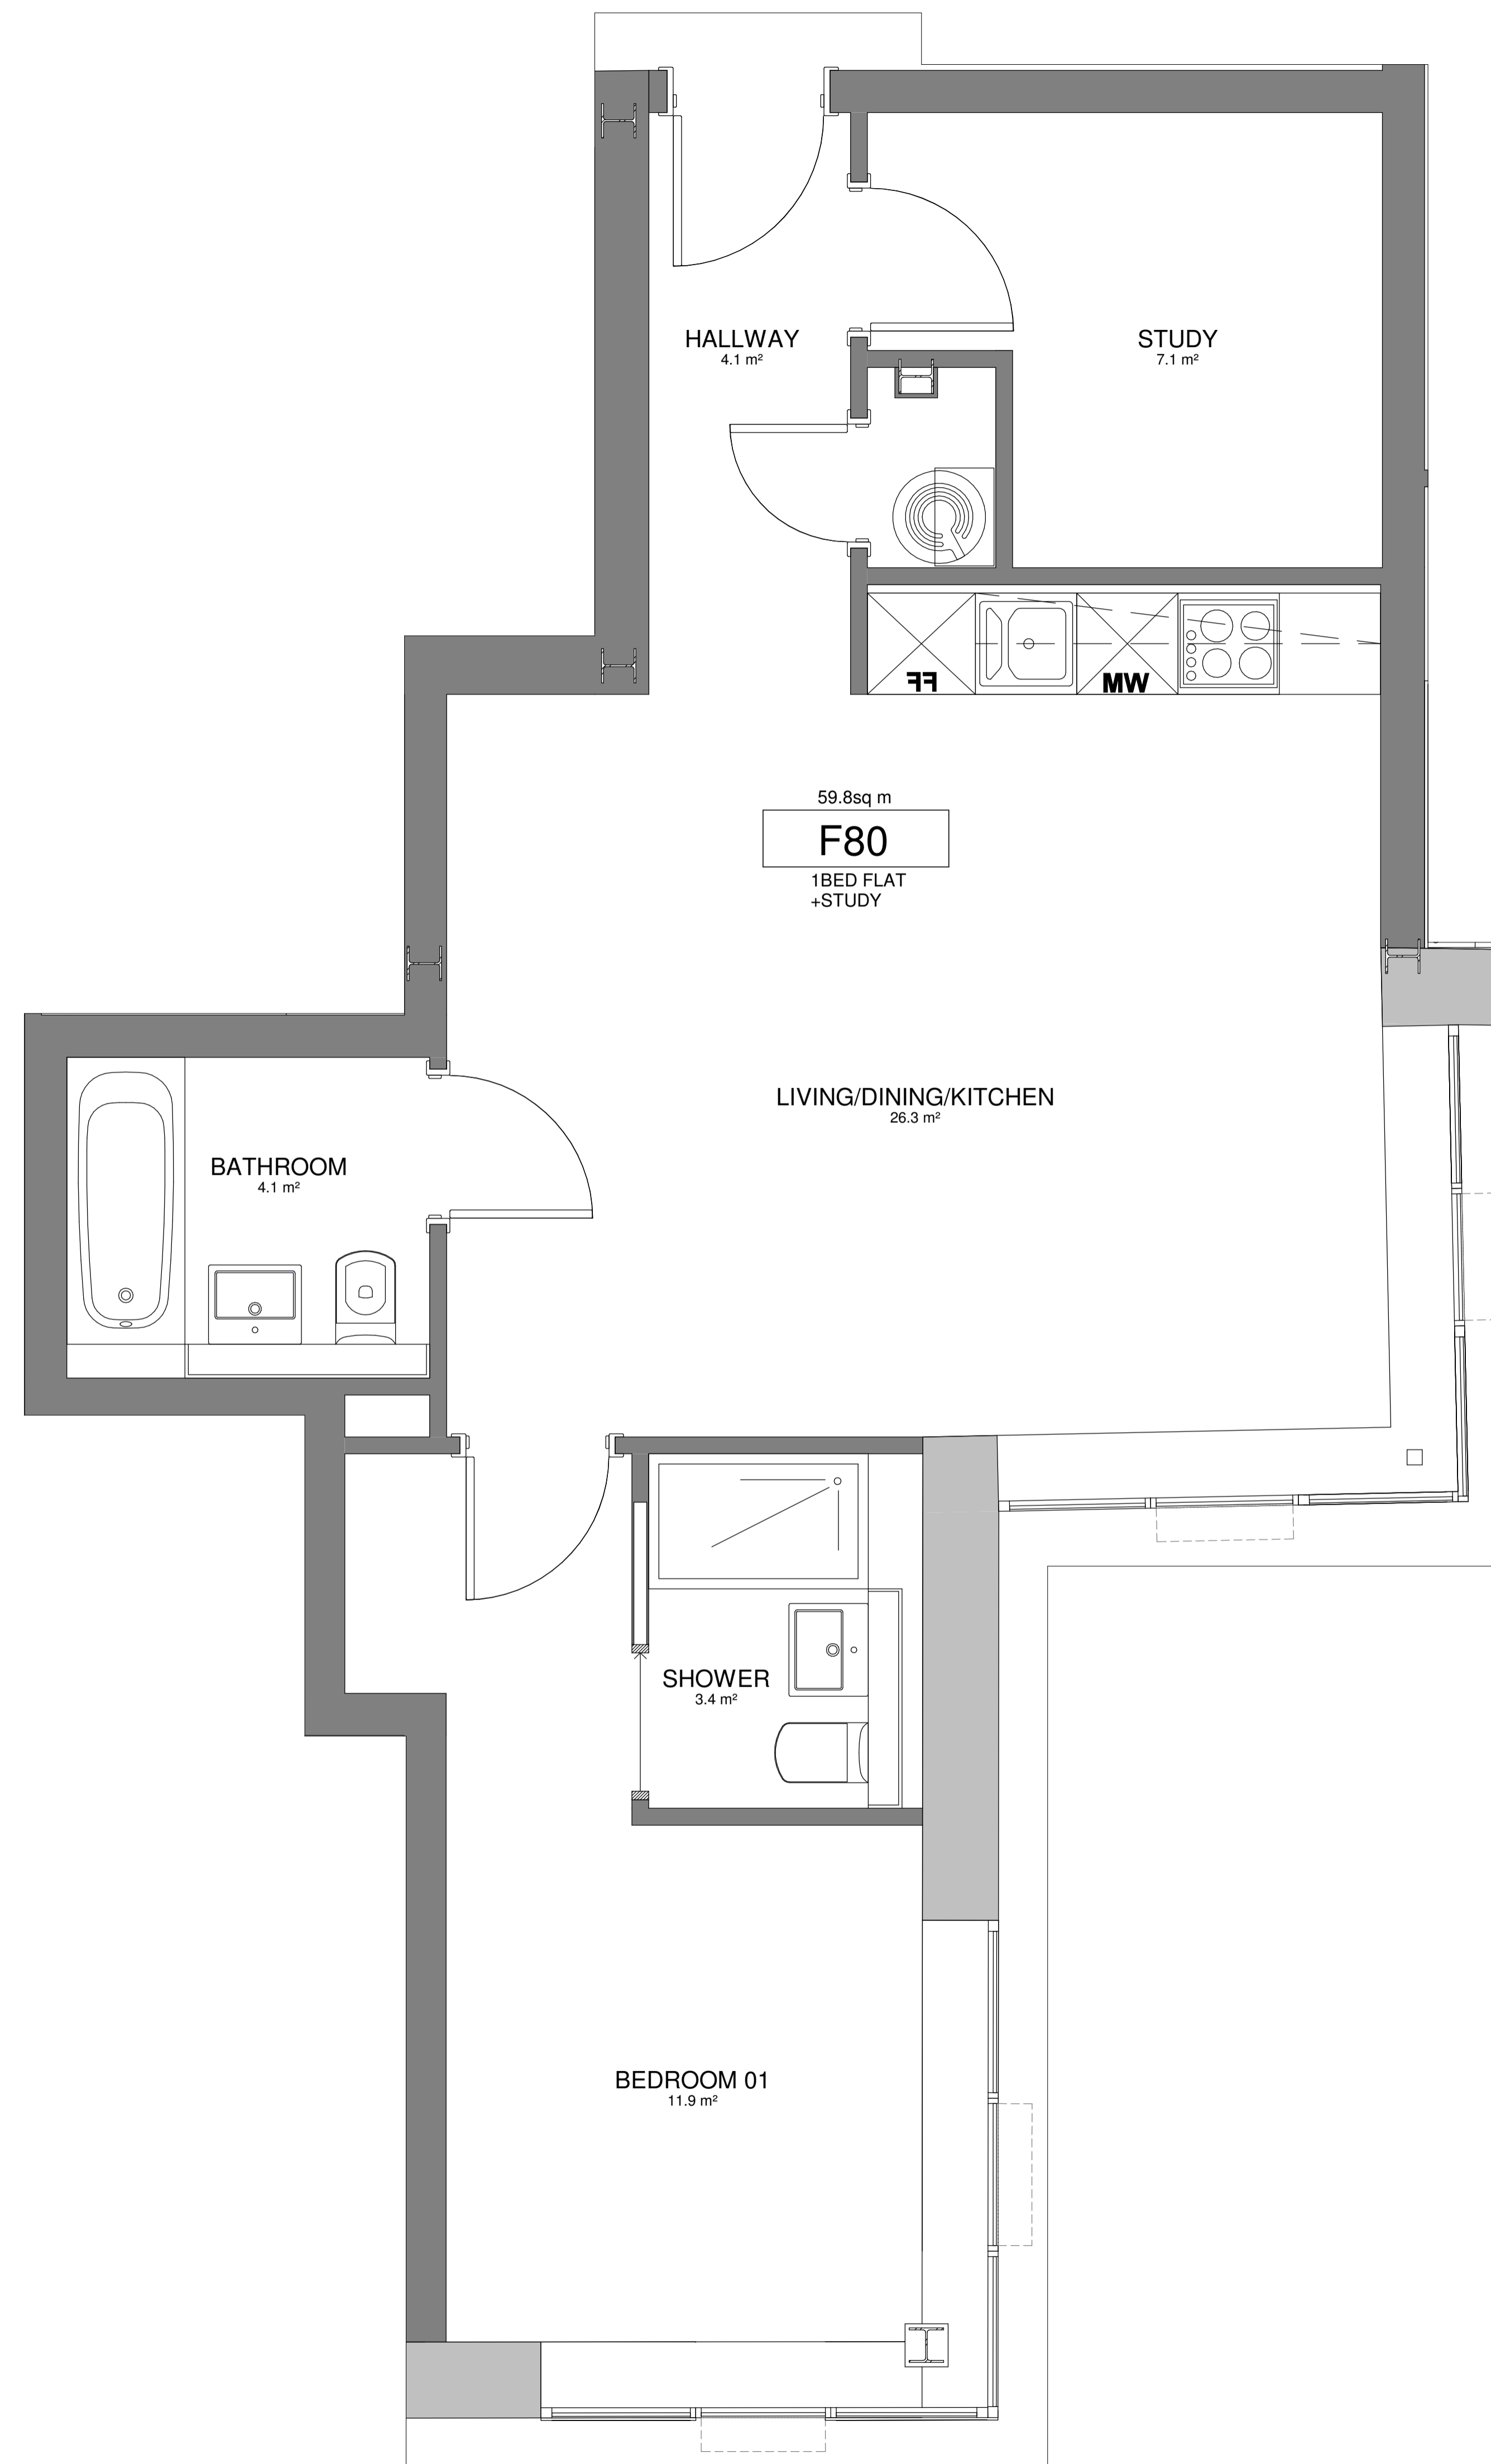 HALLWAY
4.1 m²
STUDY
7.1 m²
FF
MW
59.8sq m
F80
1BED FLAT
+STUDY
LIVING/DINING/KITCHEN
26.3 m²
BATHROOM
4.1 m²
SHOWER
3.4 m²
BEDROOM 01
11.9 m²